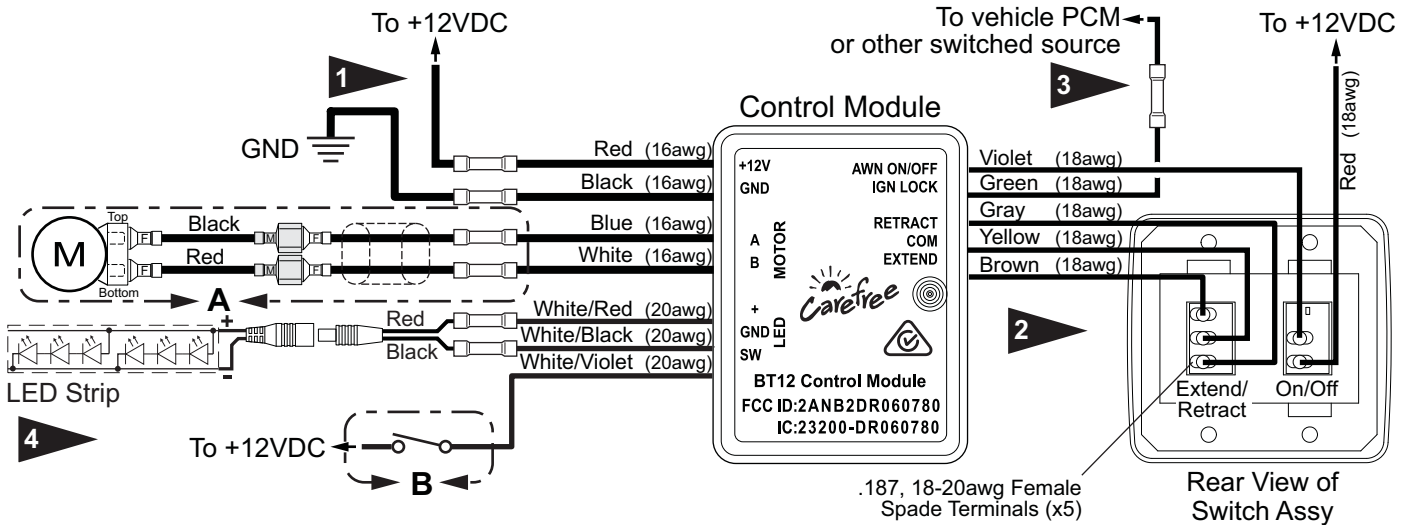 To +12VDC
To vehicle PCM
or other switched source
To +12VDC
1
3
Control Module
Red (18awg)
GND
Red (16awg)
Black (16awg)
Blue (16awg)
White (16awg)
White/Red (20awg)
White/Black (20awg)
White/Violet (20awg)
+12V
GND
A
B
MOTOR
+
GND
SW
LED
AWN ON/OFF
IGN LOCK
RETRACT
COM
EXTEND
Carefree
BT12 Control Module
FCC ID:2ANB2DR060780
IC:23200-DR060780
Violet (18awg)
Green (18awg)
Gray (18awg)
Yellow (18awg)
Brown (18awg)
M
Top
Bottom
F
F
Black
Red
M
F
M
F
A
+
-
Red
Black
LED Strip
4
To +12VDC
B
2
Extend/
Retract
On/Off
.187, 18-20awg Female
Spade Terminals (x5)
Rear View of
Switch Assy